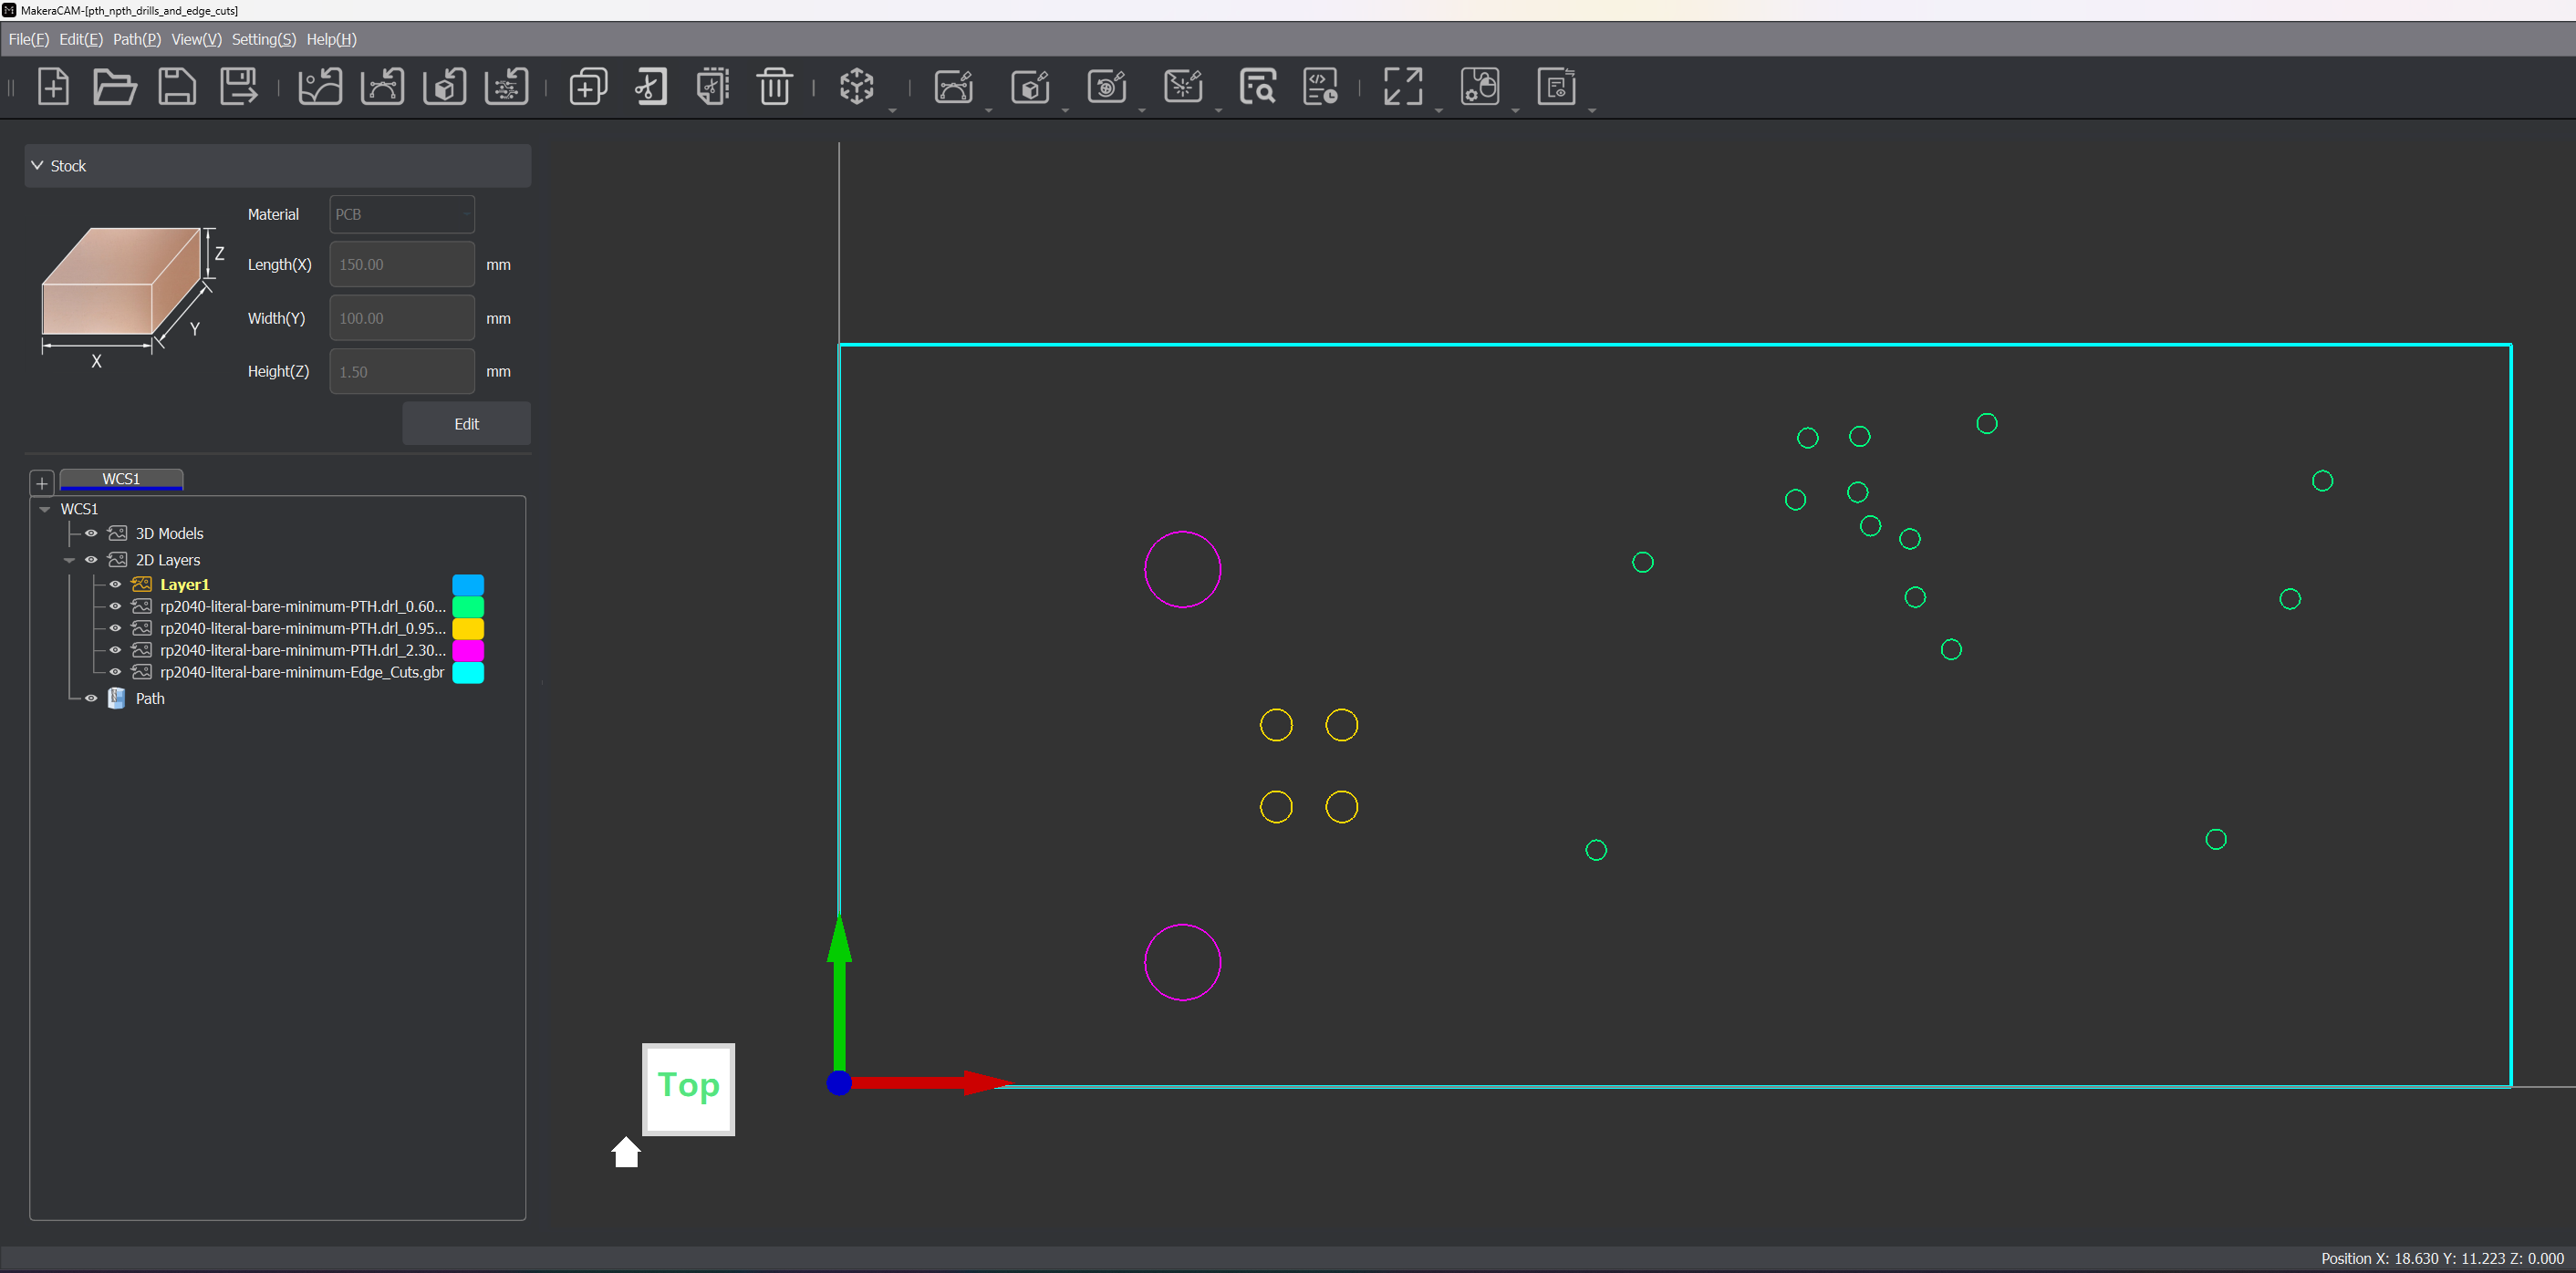 MakeraCAM-[pth_npth_drills_and_edge_cuts]
File(F) Edit(E) Path(P) View(V) Setting(S) Help(H)
Stock
Material PCB
Length(X) 150.00 mm
Width(Y) 100.00 mm
Height(Z) 1.50 mm
Z
Y
X
Edit
WCS1
WCS1
3D Models
2D Layers
Layer1
rp2040-literal-bare-minimum-PTH.drl_0.60...
rp2040-literal-bare-minimum-PTH.drl_0.95...
rp2040-literal-bare-minimum-PTH.drl_2.30...
rp2040-literal-bare-minimum-Edge_Cuts.gbr
Path
Top
Position X: 18.630 Y: 11.223 Z: 0.000